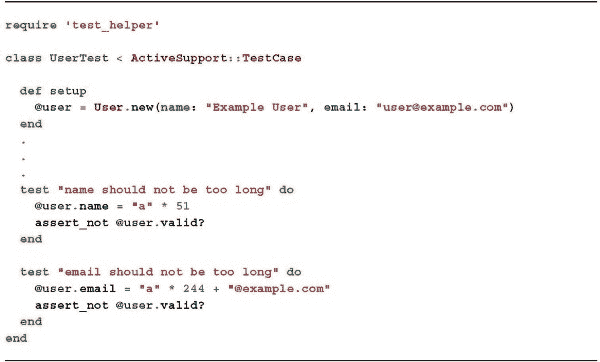 require 'test_helper'
class UserTest < ActiveSupport::TestCase
  def setup
    @user = User.new(name: "Example User", email: "user@example.com")
  end
  .
  .
  .
  test "name should not be too long" do
    @user.name = "a" * 51
    assert_not @user.valid?
  end
  test "email should not be too long" do
    @user.email = "a" * 244 + "@example.com"
    assert_not @user.valid?
  end
end